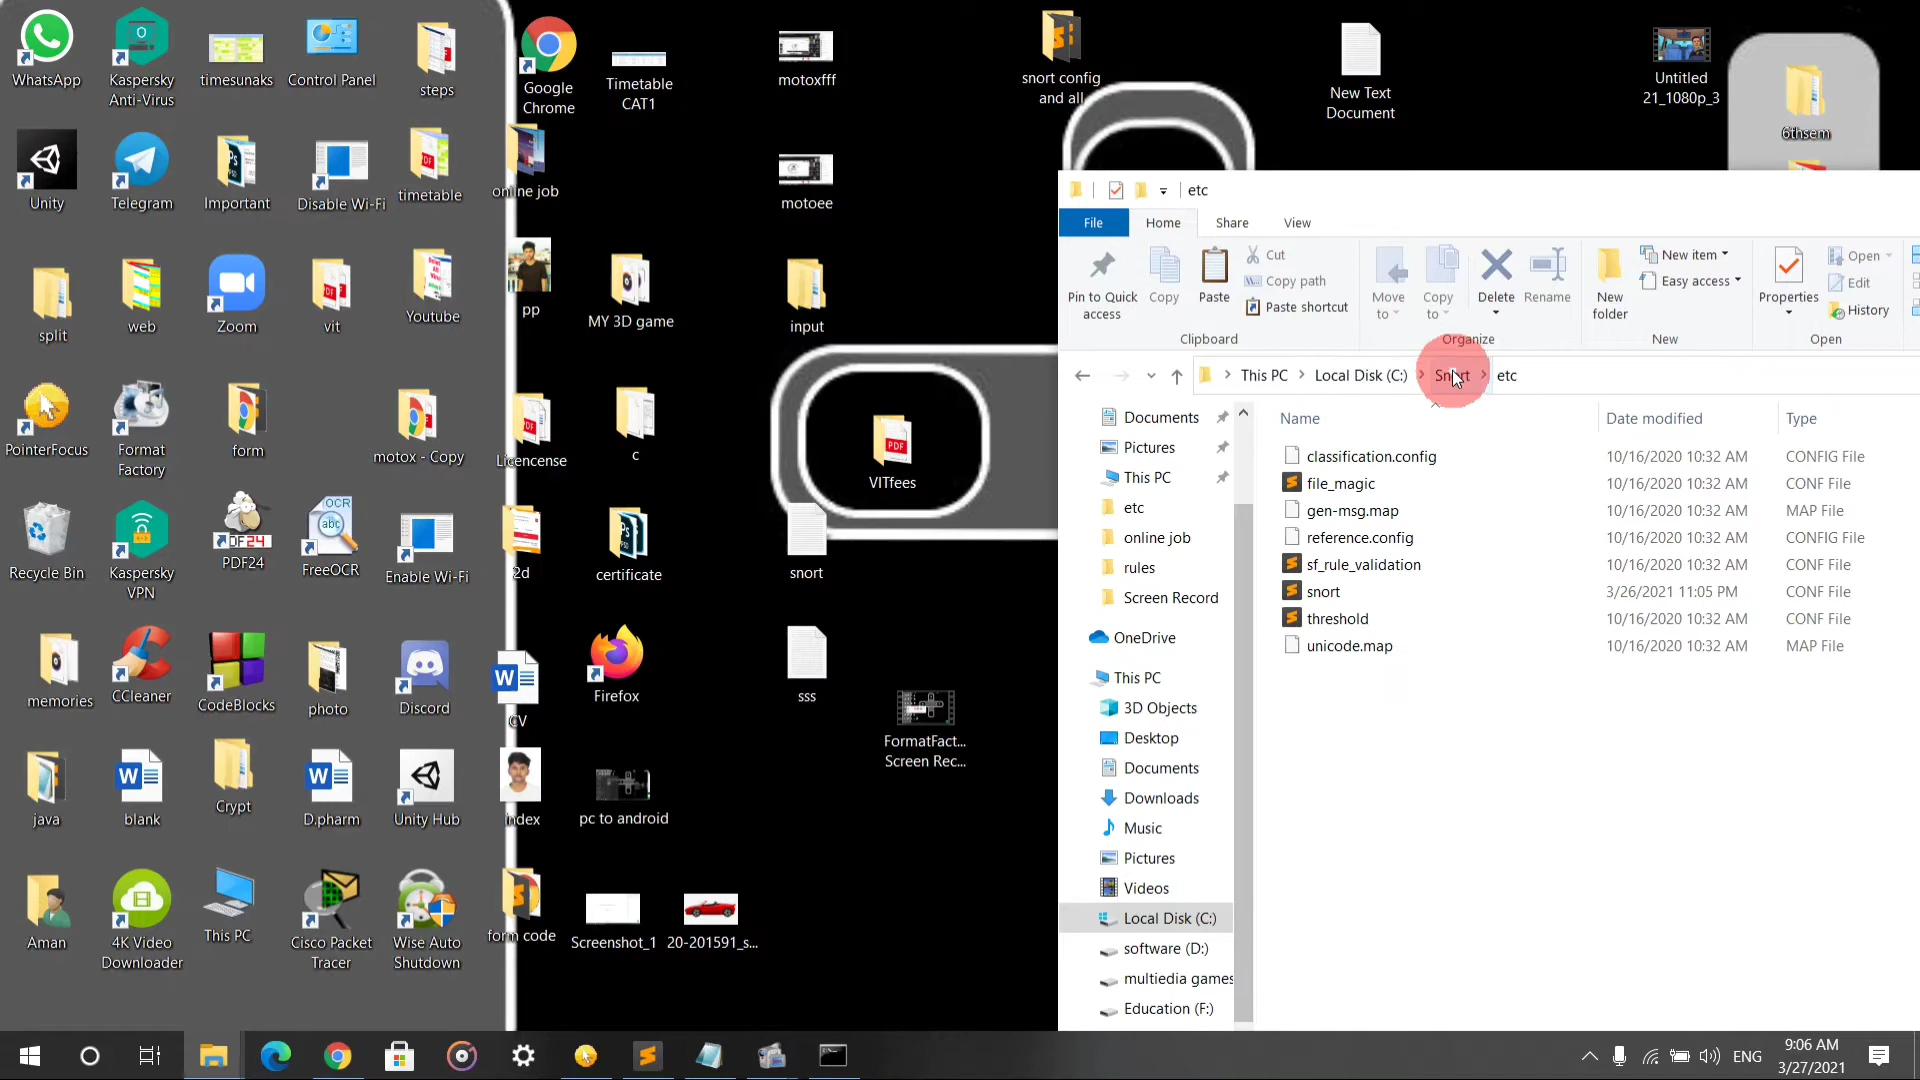 WhatsApp
Kaspersky
Anti-Virus
timesunaks
Control Panel
steps
Google
Chrome
Timetable
CAT1
motoxfff
snort config
and all
New Text
Document
Untitled
21_1080p_3
6thsem
Unity
Telegram
Important
Disable Wi-Fi
timetable
online job
motoee
split
web
Zoom
vit
Youtube
pp
MY 3D game
input
PointerFocus
Format
Factory
form
motox - Copy
Licencense
c
PDF
VITfees
Recycle Bin
Kaspersky
VPN
PDF24
OCR
abc
FreeOCR
Enable Wi-Fi
2d
certificate
snort
memories
CCleaner
CodeBlocks
photo
Discord
CV
Firefox
sss
FormatFact...
Screen Rec...
java
blank
Crypt
D.pharm
Unity Hub
index
pc to android
Aman
4K Video
Downloader
This PC
Cisco Packet
Tracer
Wise Auto
Shutdown
form code
Screenshot_1
20-201591_s...
etc
File
Home
Share
View
Pin to Quick
access
Copy
Paste
Cut
Copy path
Paste shortcut
Move
to
Copy
to
Delete
Rename
New
folder
New item
Easy access
Properties
Open
Edit
History
Clipboard
Organize
New
Open
This PC
Local Disk (C:)
Snort
etc
Name
Date modified
Type
Documents
Pictures
This PC
etc
online job
rules
Screen Record
OneDrive
This PC
3D Objects
Desktop
Documents
Downloads
Music
Pictures
Videos
Local Disk (C:)
software (D:)
multiedia games
Education (F:)
classification.config 10/16/2020 10:32 AM CONFIG File
file_magic 10/16/2020 10:32 AM CONF File
gen-msg.map 10/16/2020 10:32 AM MAP File
reference.config 10/16/2020 10:32 AM CONFIG File
sf_rule_validation 10/16/2020 10:32 AM CONF File
snort 3/26/2021 11:05 PM CONF File
threshold 10/16/2020 10:32 AM CONF File
unicode.map 10/16/2020 10:32 AM MAP File
ENG
9:06 AM
3/27/2021